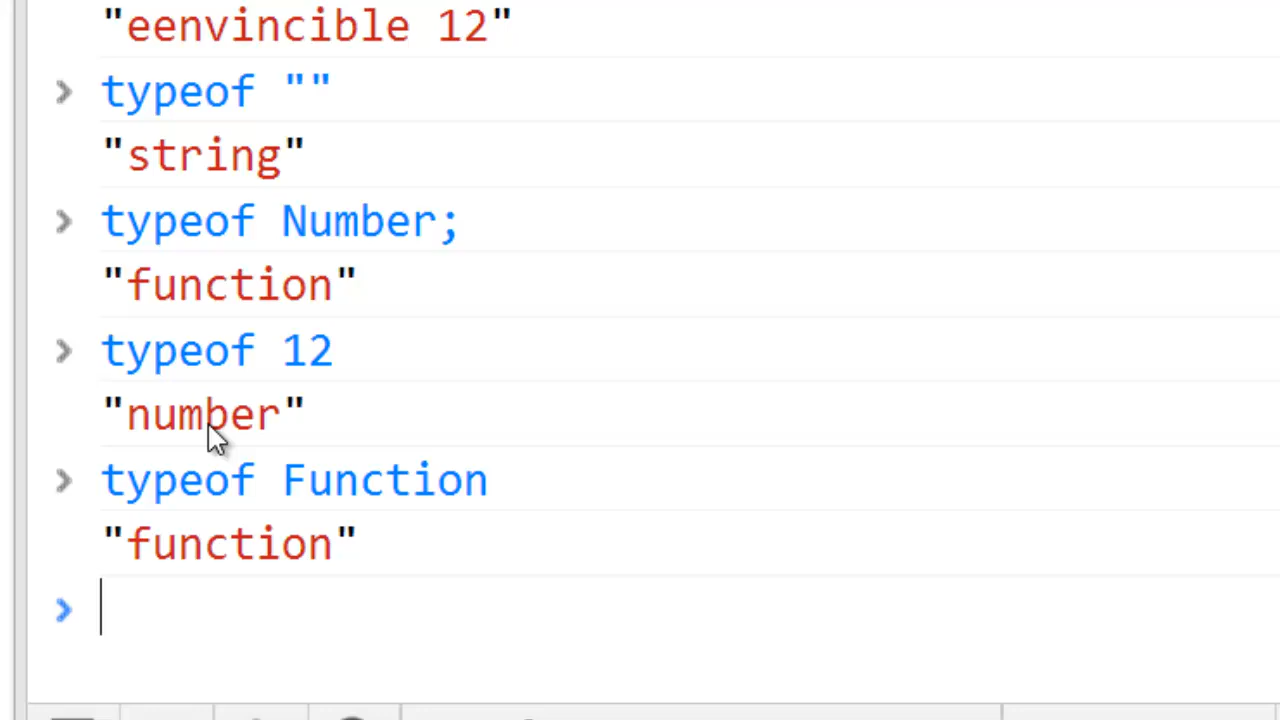 "eenvincible 12"
> typeof ""
"string"
> typeof Number;
"function"
> typeof 12
"number"
> typeof Function
"function"
>